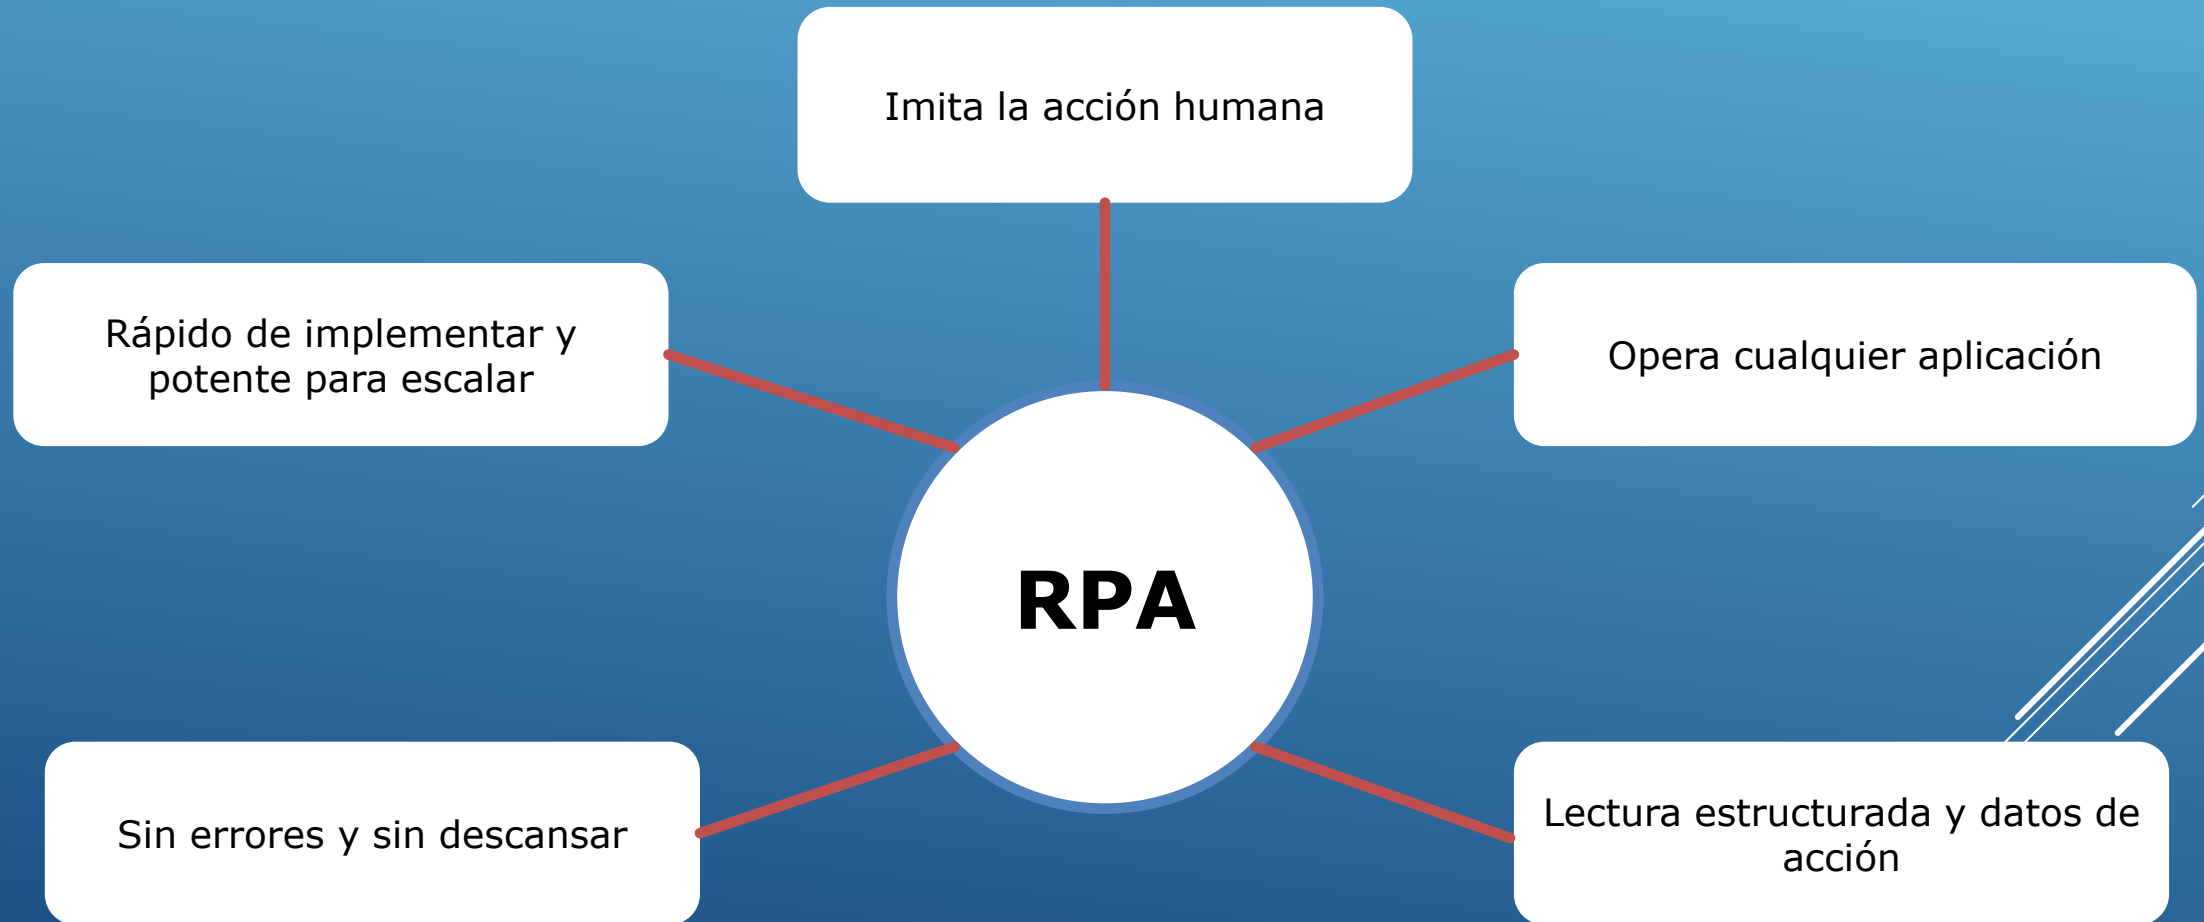 Imita la acción humana
Rápido de implementar y
potente para escalar
Opera cualquier aplicación
RPA
Sin errores y sin descansar
Lectura estructurada y datos de
acción